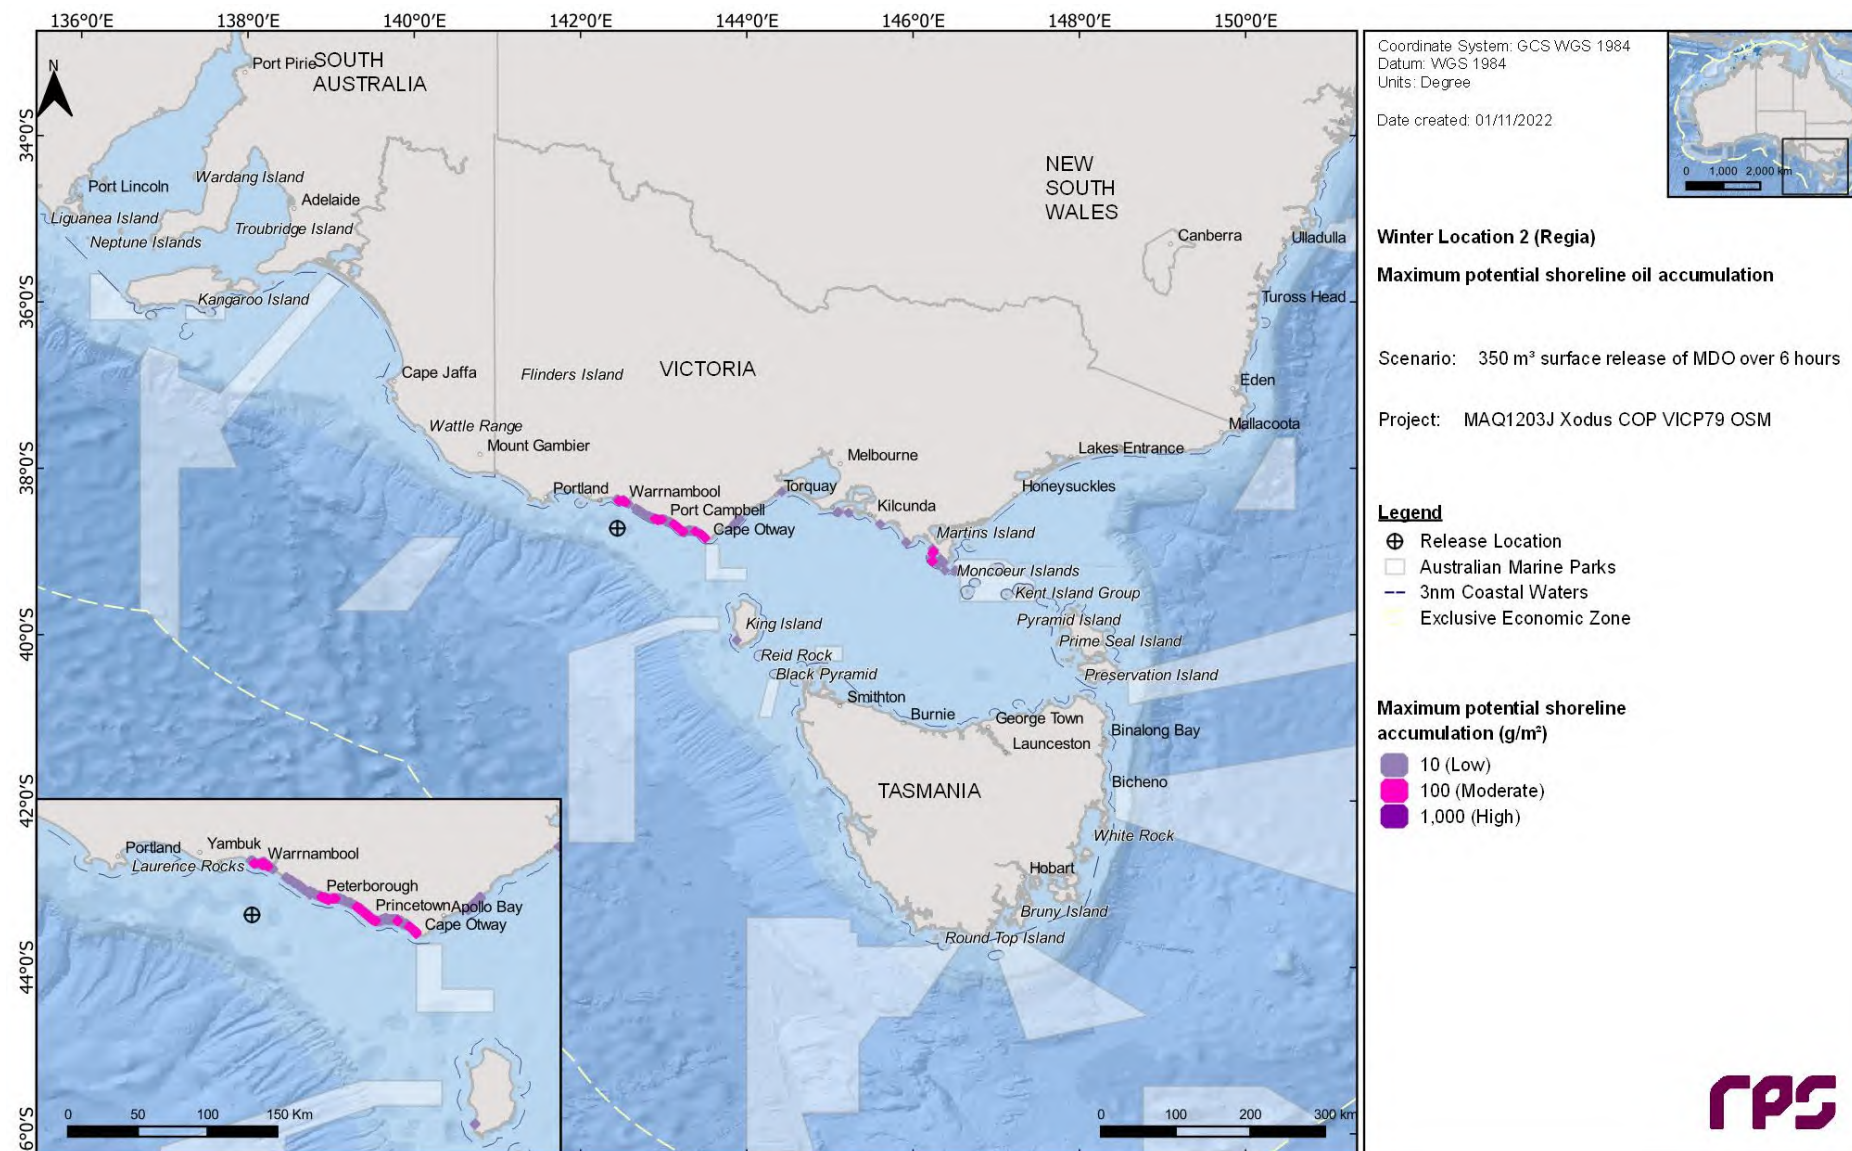 136°0'E
138°0'E
140°0'E
142°0'E
144°0'E
146°0'E
148°0'E
150°0'E
34°0'S
36°0'S
38°0'S
40°0'S
42°0'S
44°0'S
6°0'S
N
Port Pirie
SOUTH
AUSTRALIA
Wardang Island
Port Lincoln
Adelaide
Liguanea Island
Troubridge Island
Neptune Islands
Kangaroo Island
NEW
SOUTH
WALES
Canberra
Ulladulla
Tuross Head
Cape Jaffa
Flinders Island
VICTORIA
Eden
Wattle Range
Mallacoota
Mount Gambier
Lakes Entrance
Melbourne
Portland
Warrnambool
Torquay
Honeysuckles
Port Campbell
Kilcunda
Cape Otway
Martins Island
Moncoeur Islands
Kent Island Group
King Island
Pyramid Island
Prime Seal Island
Reid Rock
Black Pyramid
Preservation Island
Smithton
Burnie
George Town
Binalong Bay
Launceston
TASMANIA
Bicheno
White Rock
Hobart
Bruny Island
Round Top Island
0 100 200 300 km
Portland
Yambuk
Warrnambool
Laurence Rocks
Peterborough
Princetown
Apollo Bay
Cape Otway
0 50 100 150 Km
Coordinate System: GCS WGS 1984
Datum: WGS 1984
Units: Degree
Date created: 01/11/2022
0 1,000 2,000 km
Winter Location 2 (Regia)
Maximum potential shoreline oil accumulation
Scenario: 350 m³ surface release of MDO over 6 hours
Project: MAQ1203J Xodus COP VICP79 OSM
Legend
Release Location
Australian Marine Parks
3nm Coastal Waters
Exclusive Economic Zone
Maximum potential shoreline
accumulation (g/m²)
10 (Low)
100 (Moderate)
1,000 (High)
rps